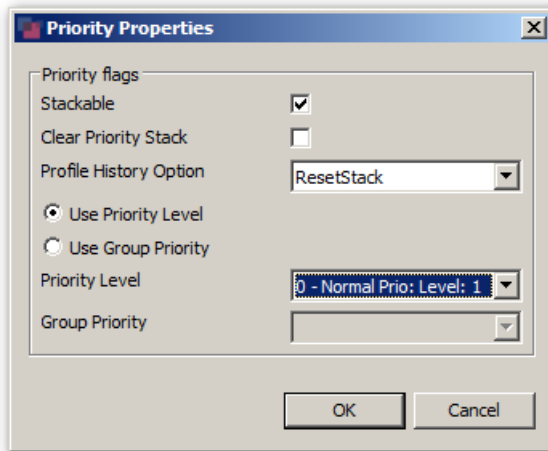 Priority Properties
Priority flags
Stackable
Clear Priority Stack
Profile History Option ResetStack
Use Priority Level
Use Group Priority
Priority Level 0 - Normal Prio: Level: 1
Group Priority
OK Cancel